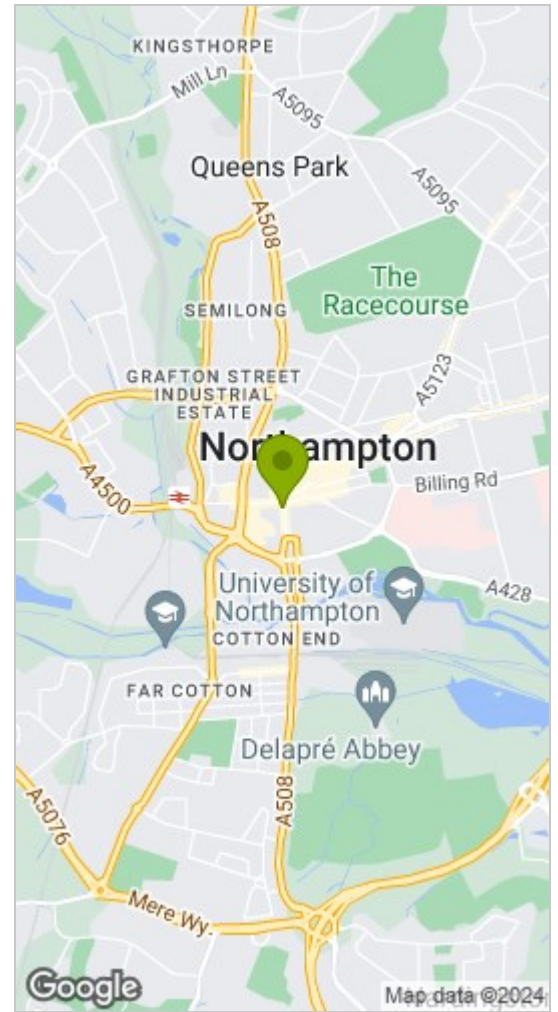 KINGSTHORPE
Mill Ln
A5095
Queens Park
A5095
A508
The
Racecourse
SEMILONG
A5123
GRAFTON STREET
INDUSTRIAL
ESTATE
Northampton
A4500
Billing Rd
University of
Northampton
A428
COTTON END
FAR COTTON
Delapré Abbey
A508
A5076
Mere Wy.
Google
Map data ©2024